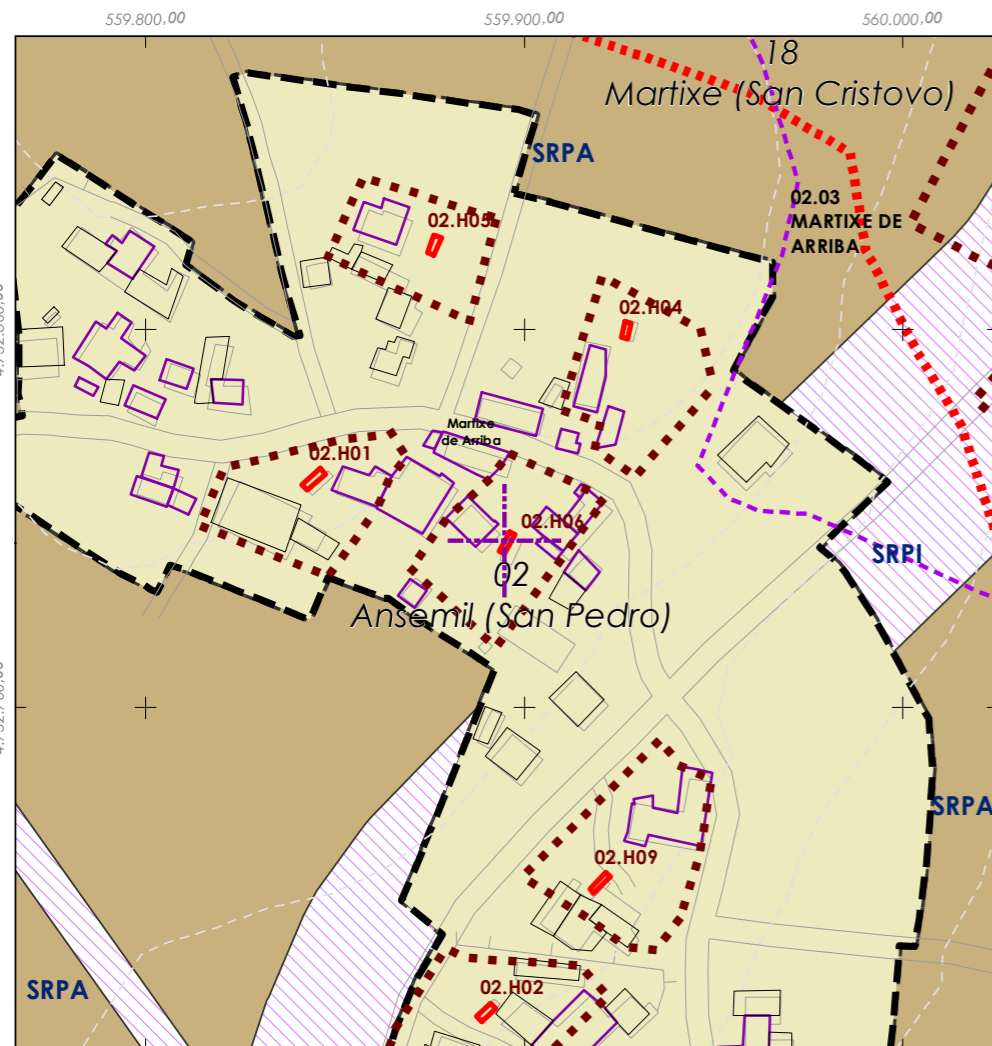 559.800,00
559.900,00
560.000,00
18
Martixe (San Cristovo)
SRPA
02.03
MARTIXE DE
ARRIBA
02.H05
02.H04
Martixe
de Arriba
02.H01
02.H06
SRPI
02
Ansemil (San Pedro)
SRPA
02.H09
02.H02
SRPA